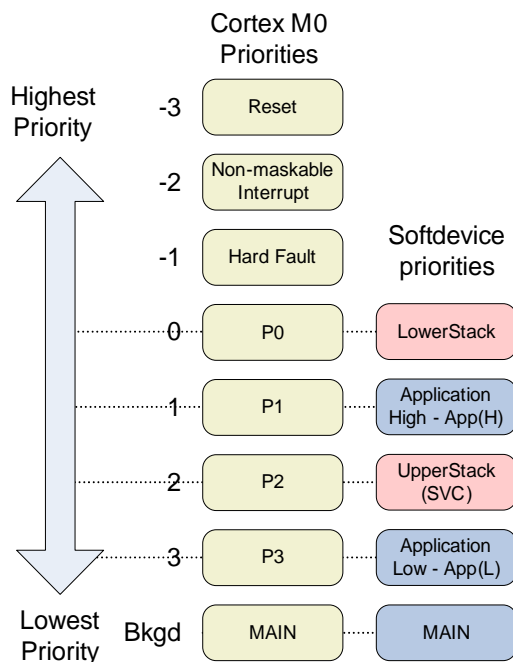 Cortex M0
Priorities
Highest
Priority
-3
Reset
-2
Non-maskable
Interrupt
-1
Hard Fault
Softdevice
priorities
0
P0
LowerStack
1
P1
Application
High - App(H)
2
P2
UpperStack
(SVC)
3
P3
Application
Low - App(L)
Lowest
Priority
Bkgd
MAIN
MAIN